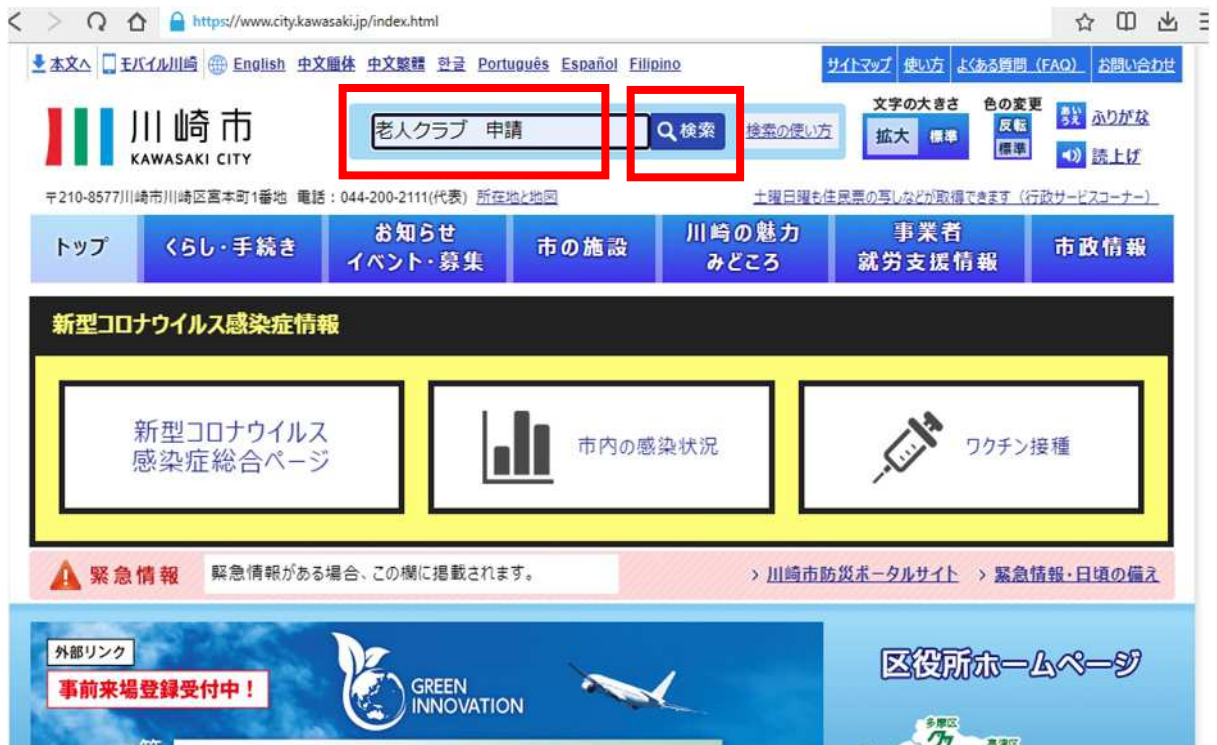 https://www.city.kawasaki.jp/index.html
本文へ モバイル川崎 English 中文簡体 中文繁體 한글 Português Español Filipino
サイトマップ 使い方 よくある質問（FAQ） お問い合わせ
川崎市
KAWASAKI CITY
老人クラブ 申請 検索 検索の使い方
文字の大きさ 拡大 標準
色の変更 反転 標準
あいうえ ふりがな
読上げ
〒210-8577川崎市川崎区宮本町1番地 電話：044-200-2111(代表) 所在地と地図
土曜日曜も住民票の写しなどが取得できます（行政サービスコーナー）
トップ
くらし・手続き
お知らせ
イベント・募集
市の施設
川崎の魅力
みどころ
事業者
就労支援情報
市政情報
新型コロナウイルス感染症情報
新型コロナウイルス
感染症総合ページ
市内の感染状況
ワクチン接種
緊急情報 緊急情報がある場合、この欄に掲載されます。
> 川崎市防災ポータルサイト > 緊急情報・日頃の備え
外部リンク
事前来場登録受付中！
GREEN
INNOVATION
区役所ホームページ
多摩区
高津区